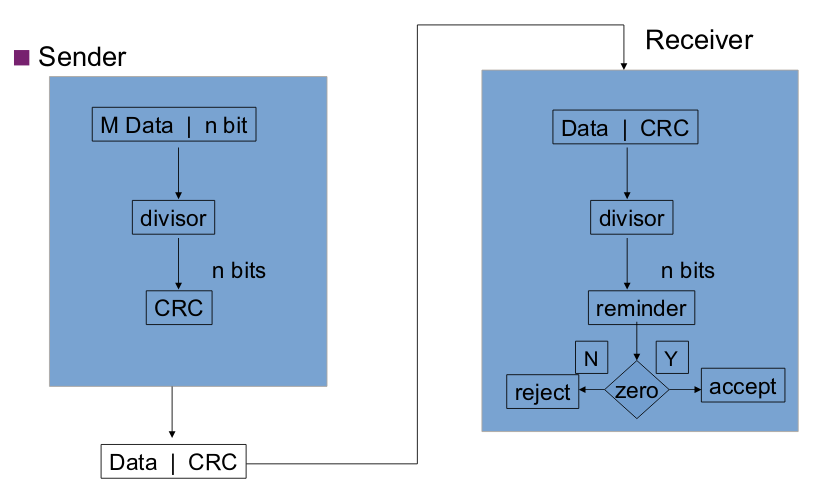 Sender
M Data | n bit
divisor
n bits
CRC
Data | CRC
Receiver
Data | CRC
divisor
n bits
reminder
N
Y
reject
zero
accept